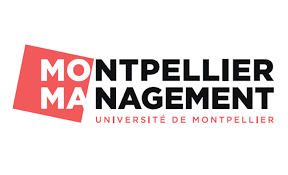 MONTPELLIER
MANAGEMENT
UNIVERSITÉ DE MONTPELLIER